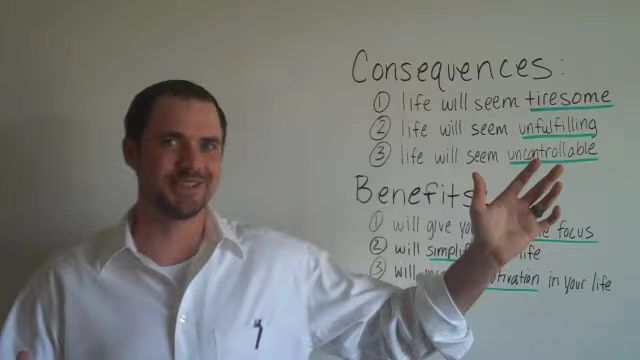 Consequences:
① life will seem tiresome
② life will seem unfulfilling
③ life will seem uncontrollable
Benefits:
① will give focus
② will life
③ will in your life